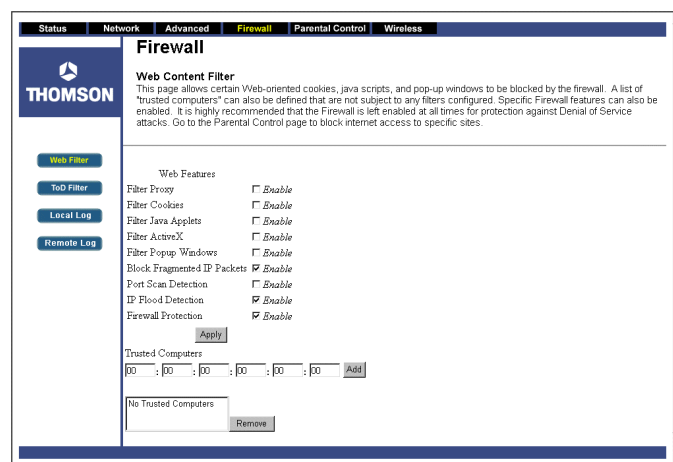 Status Network Advanced Firewall Parental Control Wireless
THOMSON
Firewall
Web Content Filter
This page allows certain Web-oriented cookies, java scripts, and pop-up windows to be blocked by the firewall. A list of
"trusted computers" can also be defined that are not subject to any filters configured. Specific Firewall features can also be
enabled. It is highly recommended that the Firewall is left enabled at all times for protection against Denial of Service
attacks. Go to the Parental Control page to block internet access to specific sites.
Web Filter
ToD Filter
Local Log
Remote Log
Web Features
Filter Proxy Enable
Filter Cookies Enable
Filter Java Applets Enable
Filter ActiveX Enable
Filter Popup Windows Enable
Block Fragmented IP Packets Enable
Port Scan Detection Enable
IP Flood Detection Enable
Firewall Protection Enable
Apply
Trusted Computers
00 : 00 : 00 : 00 : 00 : 00 Add
No Trusted Computers
Remove